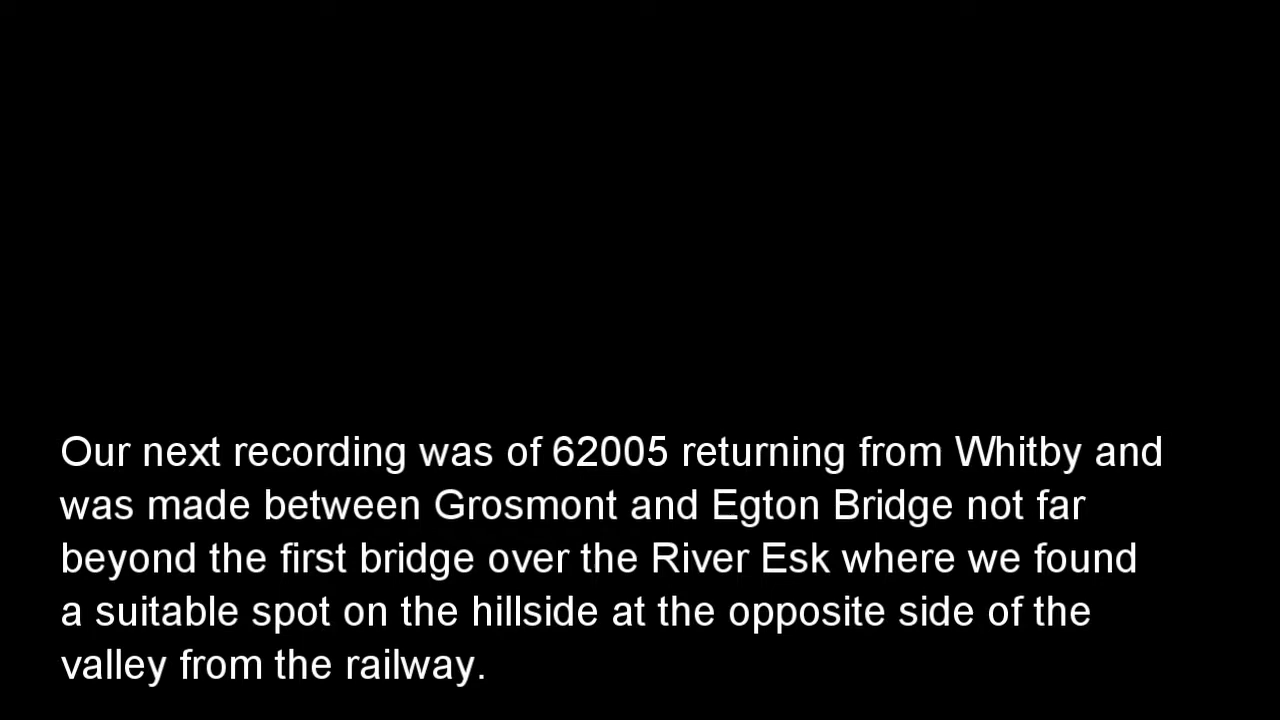 Our next recording was of 62005 returning from Whitby and
was made between Grosmont and Egton Bridge not far
beyond the first bridge over the River Esk where we found
a suitable spot on the hillside at the opposite side of the
valley from the railway.